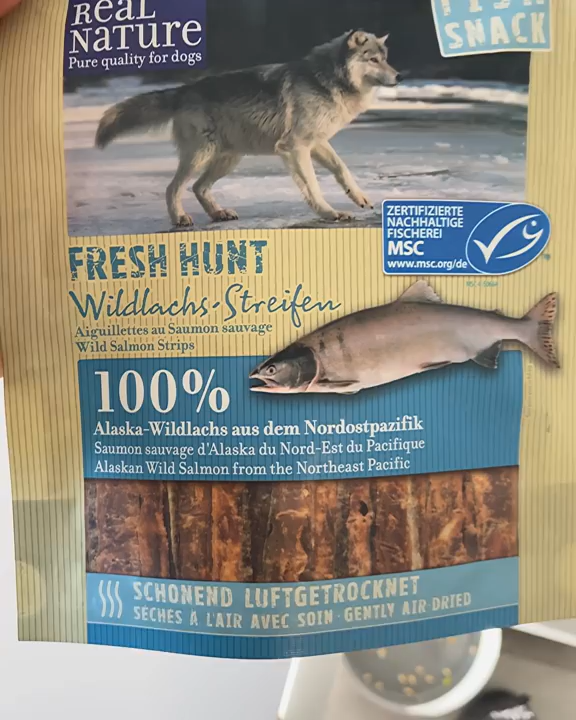 ReaL
NaTURE
Pure quality for dogs
FISH
SNACK
ZERTIFIZIERTE
NACHHALTIGE
FISCHEREI
MSC
www.msc.org/de
FRESH HUNT
Wildlachs-Streifen
Aiguillettes au Saumon sauvage
Wild Salmon Strips
100%
Alaska-Wildlachs aus dem Nordostpazifik
Saumon sauvage d'Alaska du Nord-Est du Pacifique
Alaskan Wild Salmon from the Northeast Pacific
SCHONEND LUFTGETROCKNET
SÉCHÉS À L'AIR AVEC SOIN · GENTLY AIR DRIED